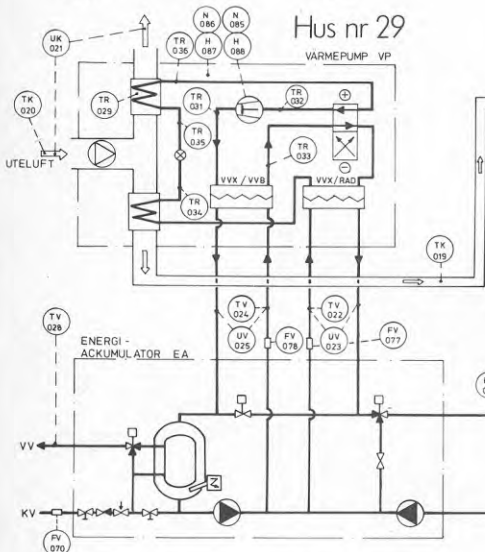 Hus nr 29
VÄRMEPUMP VP
UK
021
N
086
N
085
TR
036
H
087
H
088
TK
020
TR
029
TR
031
TR
032
TR
035
TR
033
UTELUFT
VVX/VVB
VVX/RAD
TR
034
TK
019
TV
028
TV
024
TV
022
ENERGI-
ACKUMULATOR EA
UV
025
FV
078
UV
023
FV
077
VV
KV
FV
070